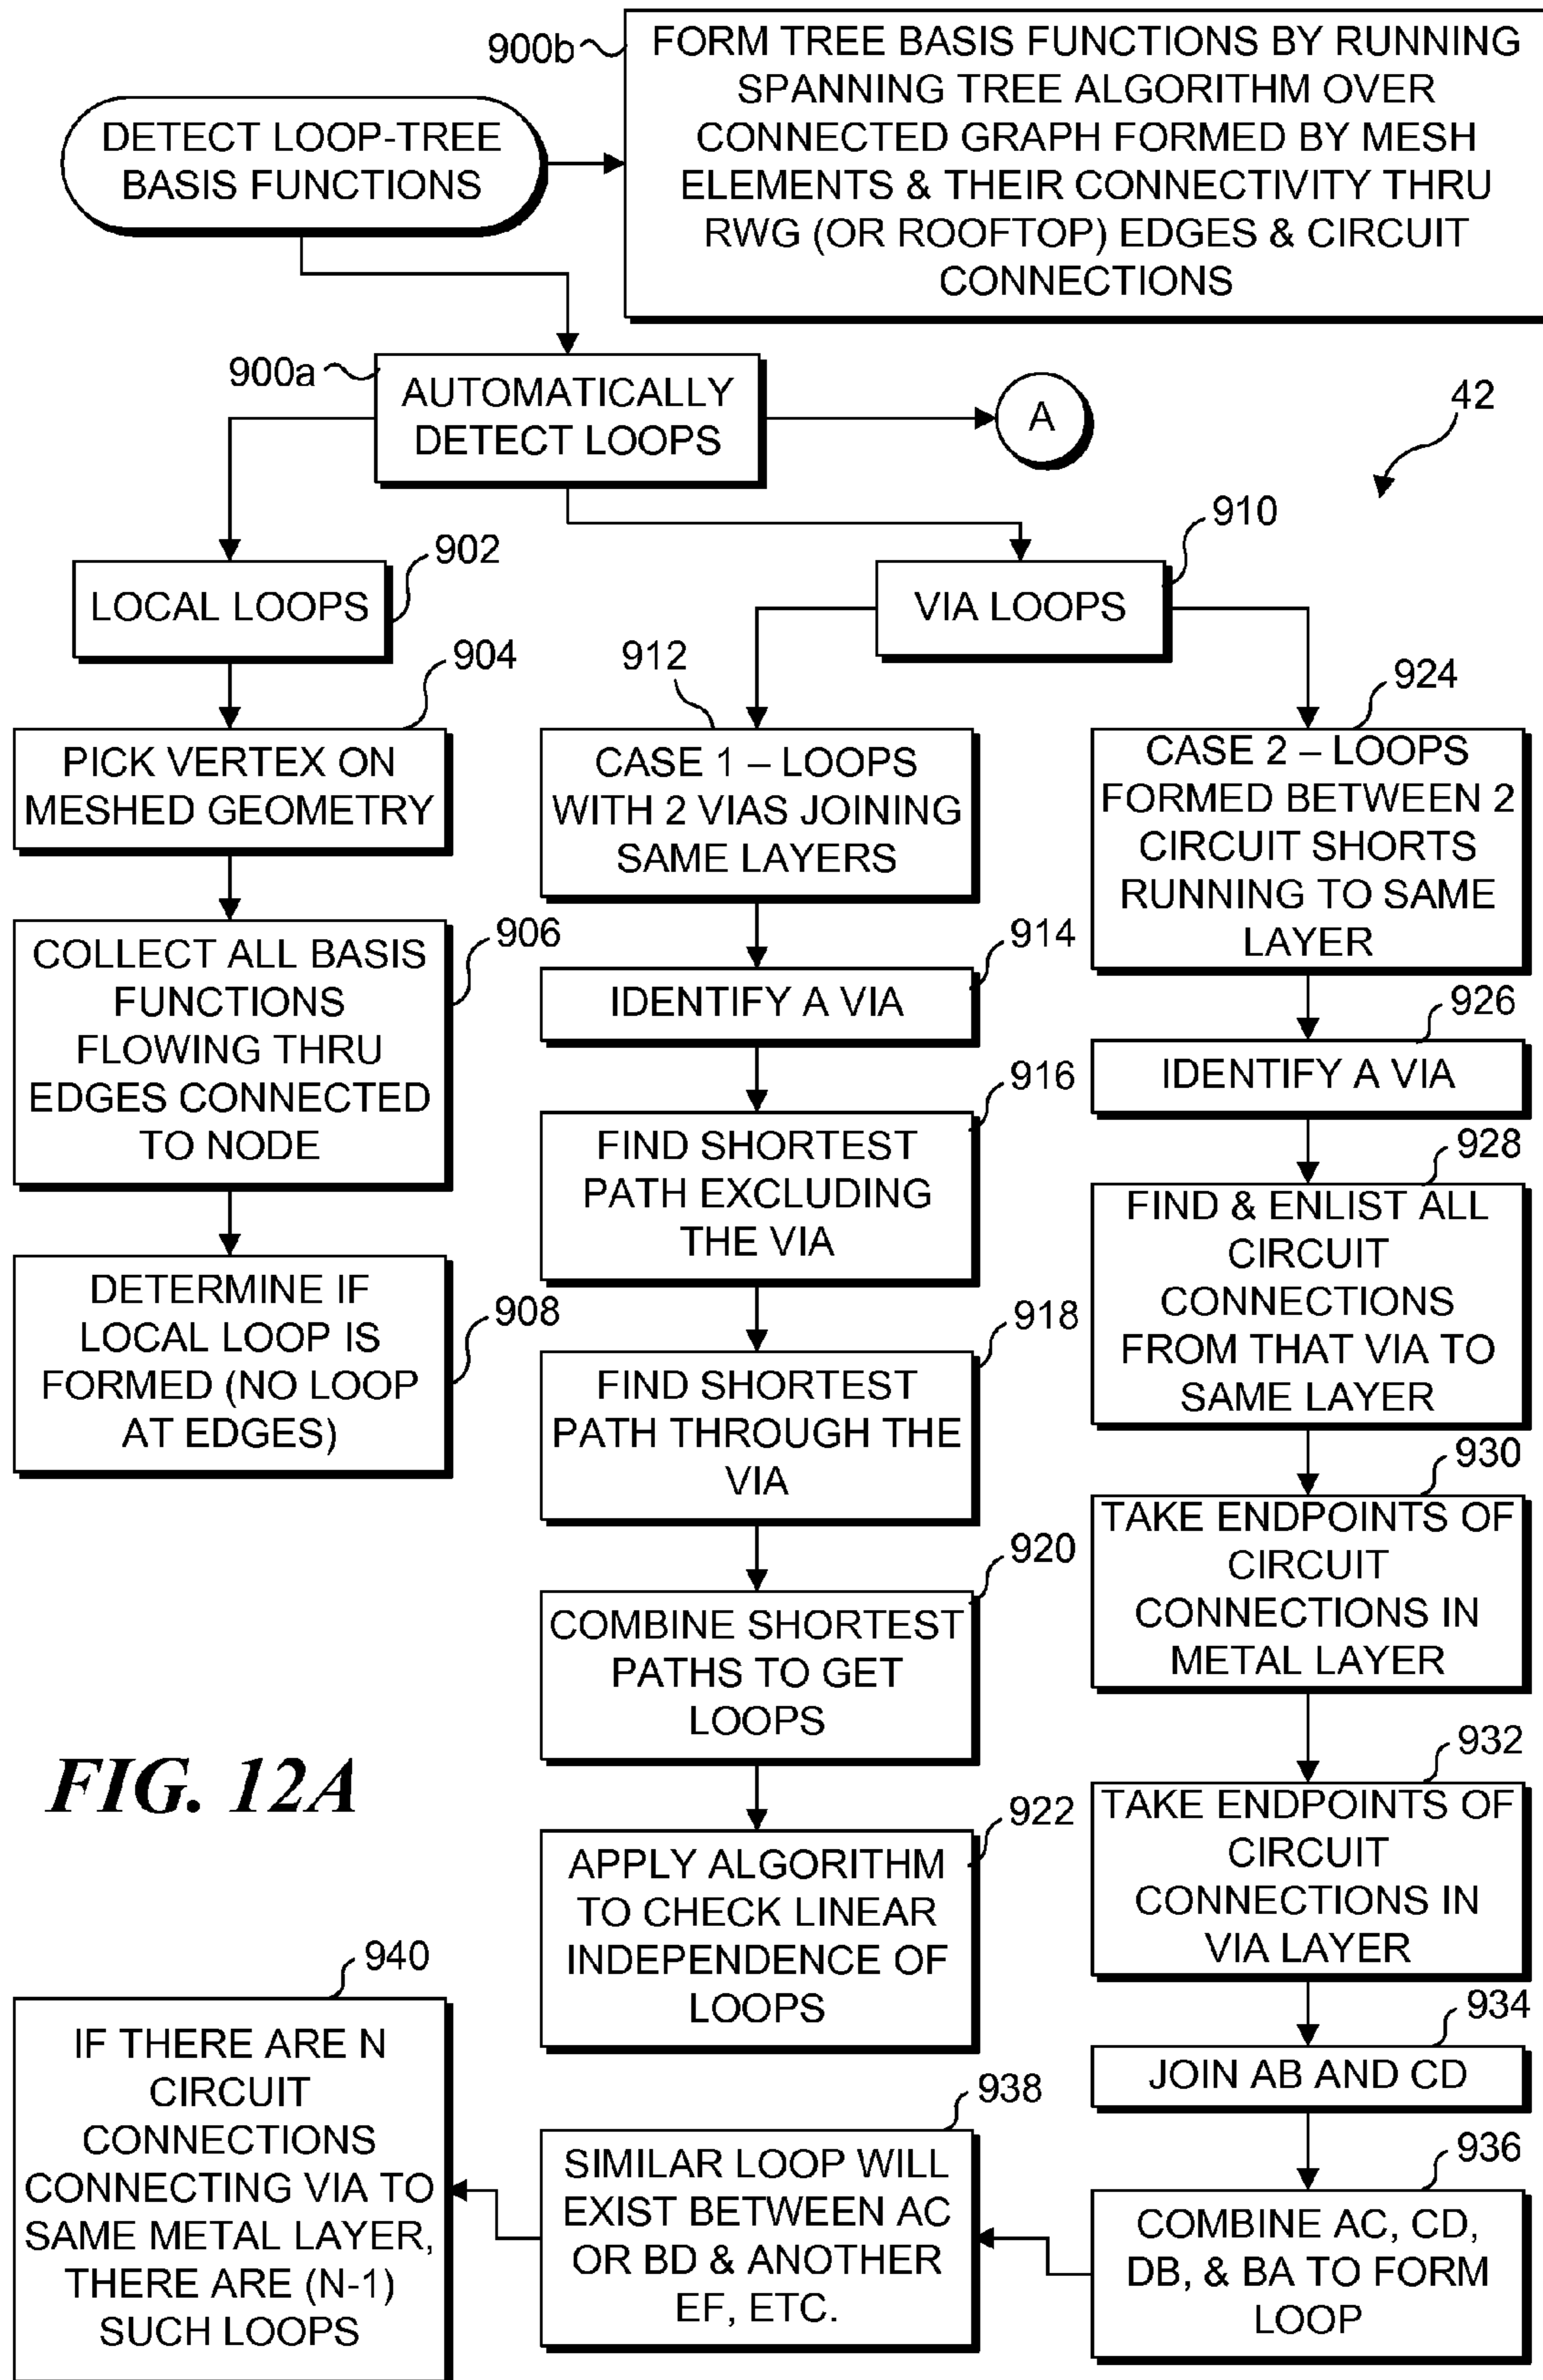 900b
FORM TREE BASIS FUNCTIONS BY RUNNING
SPANNING TREE ALGORITHM OVER
CONNECTED GRAPH FORMED BY MESH
ELEMENTS & THEIR CONNECTIVITY THRU
RWG (OR ROOFTOP) EDGES & CIRCUIT
CONNECTIONS
DETECT LOOP-TREE
BASIS FUNCTIONS
900a
AUTOMATICALLY
DETECT LOOPS
A
42
902
LOCAL LOOPS
904
PICK VERTEX ON
MESHED GEOMETRY
906
COLLECT ALL BASIS
FUNCTIONS
FLOWING THRU
EDGES CONNECTED
TO NODE
908
DETERMINE IF
LOCAL LOOP IS
FORMED (NO LOOP
AT EDGES)
910
VIA LOOPS
912
CASE 1 – LOOPS
WITH 2 VIAS JOINING
SAME LAYERS
914
IDENTIFY A VIA
916
FIND SHORTEST
PATH EXCLUDING
THE VIA
918
FIND SHORTEST
PATH THROUGH THE
VIA
920
COMBINE SHORTEST
PATHS TO GET
LOOPS
922
APPLY ALGORITHM
TO CHECK LINEAR
INDEPENDENCE OF
LOOPS
924
CASE 2 – LOOPS
FORMED BETWEEN 2
CIRCUIT SHORTS
RUNNING TO SAME
LAYER
926
IDENTIFY A VIA
928
FIND & ENLIST ALL
CIRCUIT
CONNECTIONS
FROM THAT VIA TO
SAME LAYER
930
TAKE ENDPOINTS OF
CIRCUIT
CONNECTIONS IN
METAL LAYER
932
TAKE ENDPOINTS OF
CIRCUIT
CONNECTIONS IN
VIA LAYER
934
JOIN AB AND CD
936
COMBINE AC, CD,
DB, & BA TO FORM
LOOP
938
SIMILAR LOOP WILL
EXIST BETWEEN AC
OR BD & ANOTHER
EF, ETC.
940
IF THERE ARE N
CIRCUIT
CONNECTIONS
CONNECTING VIA TO
SAME METAL LAYER,
THERE ARE (N-1)
SUCH LOOPS
FIG. 12A